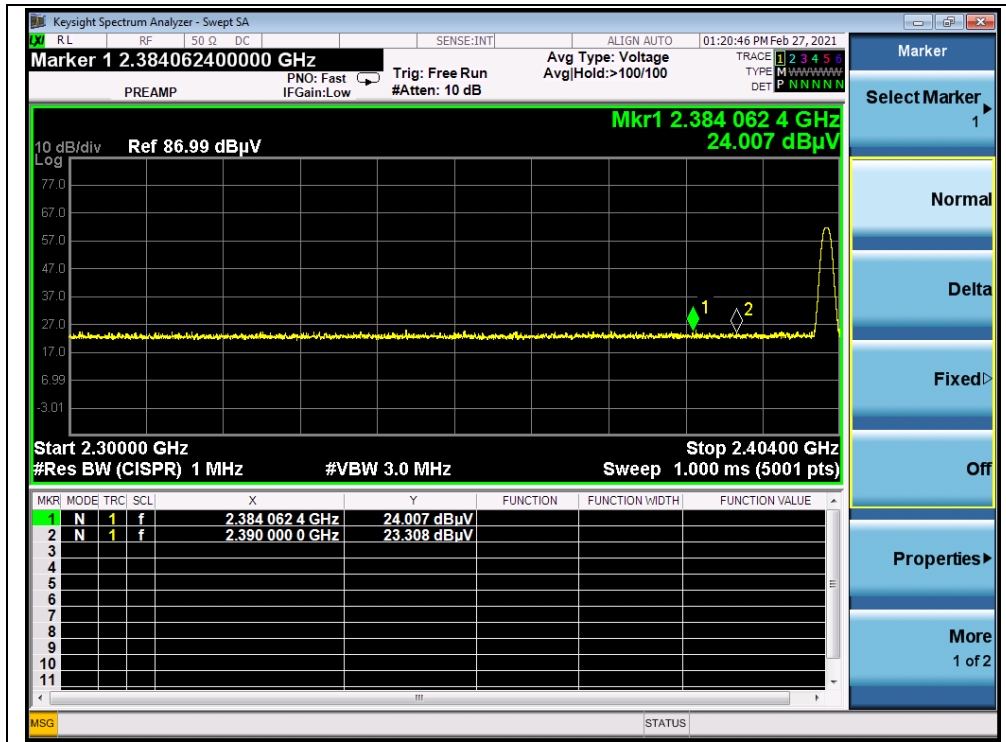 Keysight Spectrum Analyzer - Swept SA
LXI RL RF 50 Ω DC SENSE:INT ALIGN AUTO 01:20:46 PM Feb 27, 2021
Marker 1 2.384062400000 GHz
PREAMP
PNO: Fast
IFGain:Low
Trig: Free Run
#Atten: 10 dB
Avg Type: Voltage
Avg|Hold:>100/100
TRACE 1 2 3 4 5 6
TYPE M W W W W W
DET P N N N N N
Mkr1 2.384 062 4 GHz
24.007 dBµV
10 dB/div Ref 86.99 dBµV
Log
77.0
67.0
57.0
47.0
37.0
27.0
17.0
6.99
-3.01
1
2
Start 2.30000 GHz Stop 2.40400 GHz
#Res BW (CISPR) 1 MHz #VBW 3.0 MHz Sweep 1.000 ms (5001 pts)
MKR MODE TRC SCL X Y FUNCTION FUNCTION WIDTH FUNCTION VALUE
1 N 1 f 2.384 062 4 GHz 24.007 dBµV
2 N 1 f 2.390 000 0 GHz 23.308 dBµV
3
4
5
6
7
8
9
10
11
MSG STATUS
Marker
Select Marker
1
Normal
Delta
Fixed
Off
Properties
More
1 of 2